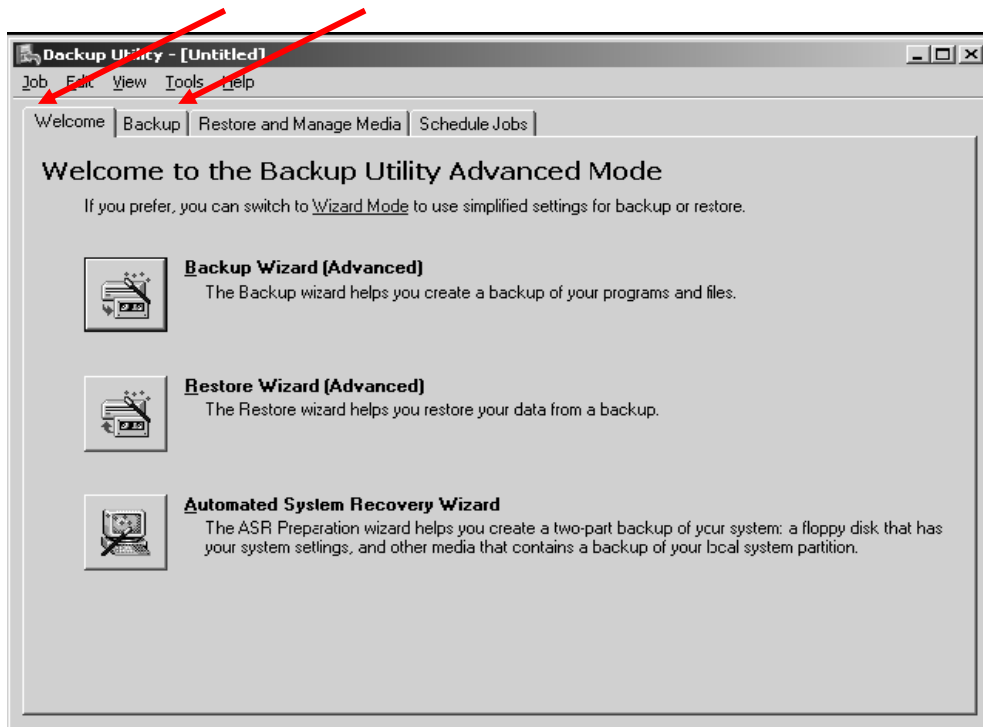 Backup Utility - [Untitled]
Job Edit View Tools Help
Welcome Backup Restore and Manage Media Schedule Jobs
Welcome to the Backup Utility Advanced Mode
If you prefer, you can switch to Wizard Mode to use simplified settings for backup or restore.
Backup Wizard (Advanced)
The Backup wizard helps you create a backup of your programs and files.
Restore Wizard (Advanced)
The Restore wizard helps you restore your data from a backup.
Automated System Recovery Wizard
The ASR Preparation wizard helps you create a two-part backup of your system: a floppy disk that has
your system settings, and other media that contains a backup of your local system partition.